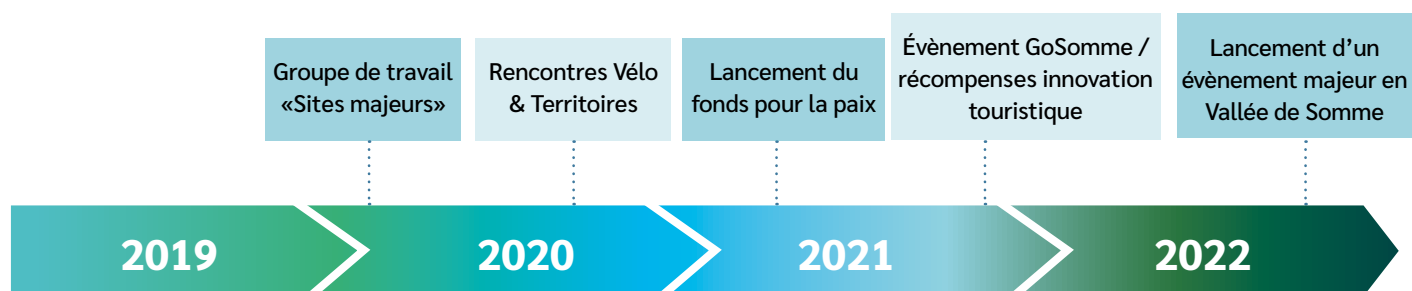 Groupe de travail
«Sites majeurs»
Rencontres Vélo
& Territoires
Lancement du
fonds pour la paix
Évènement GoSomme /
récompenses innovation
touristique
Lancement d’un
évènement majeur en
Vallée de Somme
2019
2020
2021
2022